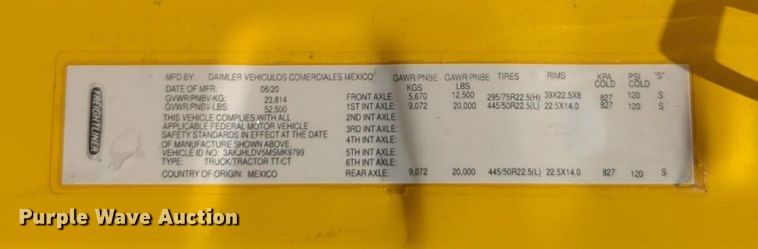 FREIGHTLINER
MFD BY: DAIMLER VEHICULOS COMERCIALES MEXICO
DATE OF MFR: 06/20
GVWR/PNBV-KG: 23,814
GVWR/PNBV-LBS: 52,500
THIS VEHICLE COMPLIES WITH ALL
APPLICABLE FEDERAL MOTOR VEHICLE
SAFETY STANDARDS IN EFFECT AT THE DATE
OF MANUFACTURE SHOWN ABOVE.
VEHICLE ID NO: 3AKJHLDV5MSMK9799
TYPE: TRUCK/TRACTOR TT/CT
COUNTRY OF ORIGIN: MEXICO
GAWR/PNBE GAWR/PNBE TIRES RIMS KPA PSI "S"
KGS LBS COLD COLD
FRONT AXLE: 5,670 12,500 295/75R22.5(H) 39X22.5X8 827 120 S
1ST INT AXLE: 9,072 20,000 445/50R22.5(L) 22.5X14.0 827 120 S
2ND INT AXLE:
3RD INT AXLE:
4TH INT AXLE:
5TH INT AXLE:
6TH INT AXLE:
REAR AXLE: 9,072 20,000 445/50R22.5(L) 22.5X14.0 827 120 S
Purple Wave Auction